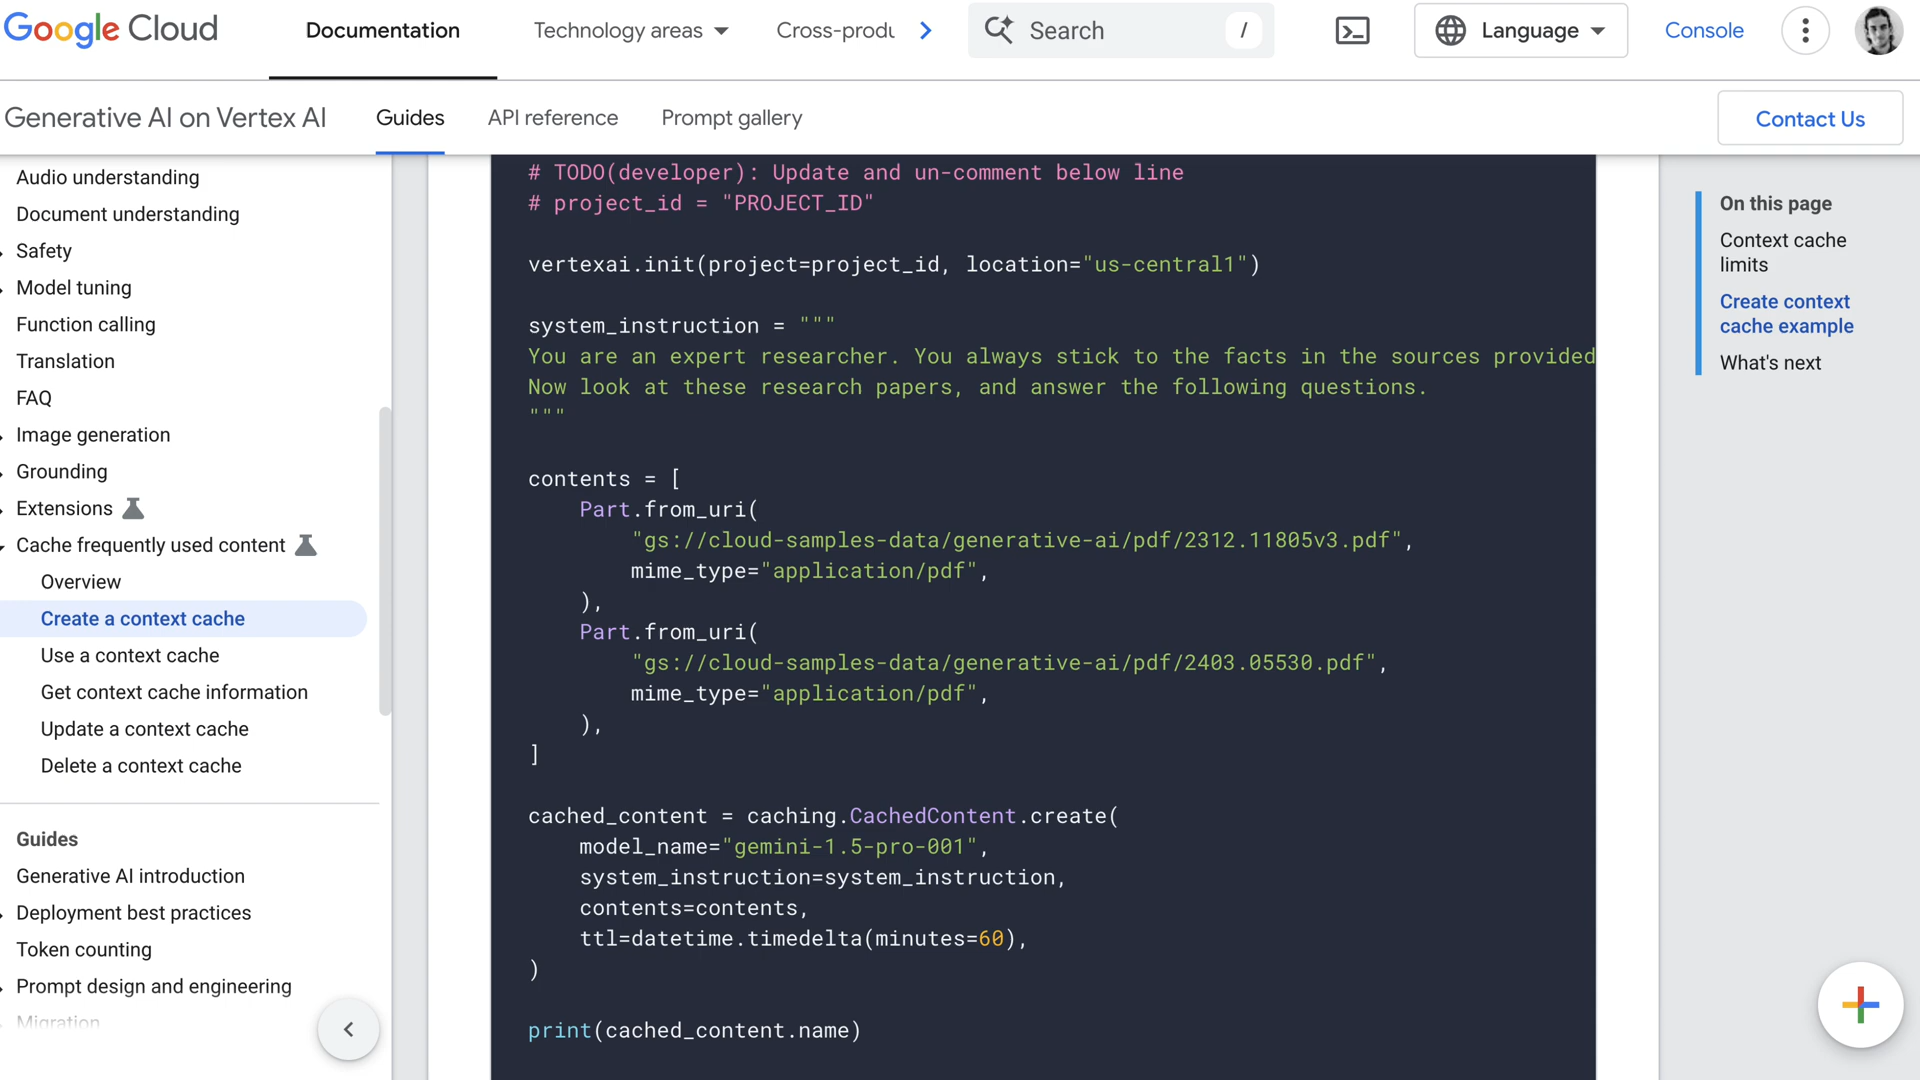 Google Cloud
Documentation
Technology areas
Cross-produ
Search
/
Language
Console
Generative AI on Vertex AI
Guides
API reference
Prompt gallery
Contact Us
Audio understanding
Document understanding
Safety
Model tuning
Function calling
Translation
FAQ
Image generation
Grounding
Extensions
Cache frequently used content
Overview
Create a context cache
Use a context cache
Get context cache information
Update a context cache
Delete a context cache
Guides
Generative AI introduction
Deployment best practices
Token counting
Prompt design and engineering
Migration
# TODO(developer): Update and un-comment below line
# project_id = "PROJECT_ID"
vertexai.init(project=project_id, location="us-central1")
system_instruction = """
You are an expert researcher. You always stick to the facts in the sources provided
Now look at these research papers, and answer the following questions.
"""
contents = [
Part.from_uri(
"gs://cloud-samples-data/generative-ai/pdf/2312.11805v3.pdf",
mime_type="application/pdf",
),
Part.from_uri(
"gs://cloud-samples-data/generative-ai/pdf/2403.05530.pdf",
mime_type="application/pdf",
),
]
cached_content = caching.CachedContent.create(
model_name="gemini-1.5-pro-001",
system_instruction=system_instruction,
contents=contents,
ttl=datetime.timedelta(minutes=60),
)
print(cached_content.name)
On this page
Context cache
limits
Create context
cache example
What's next